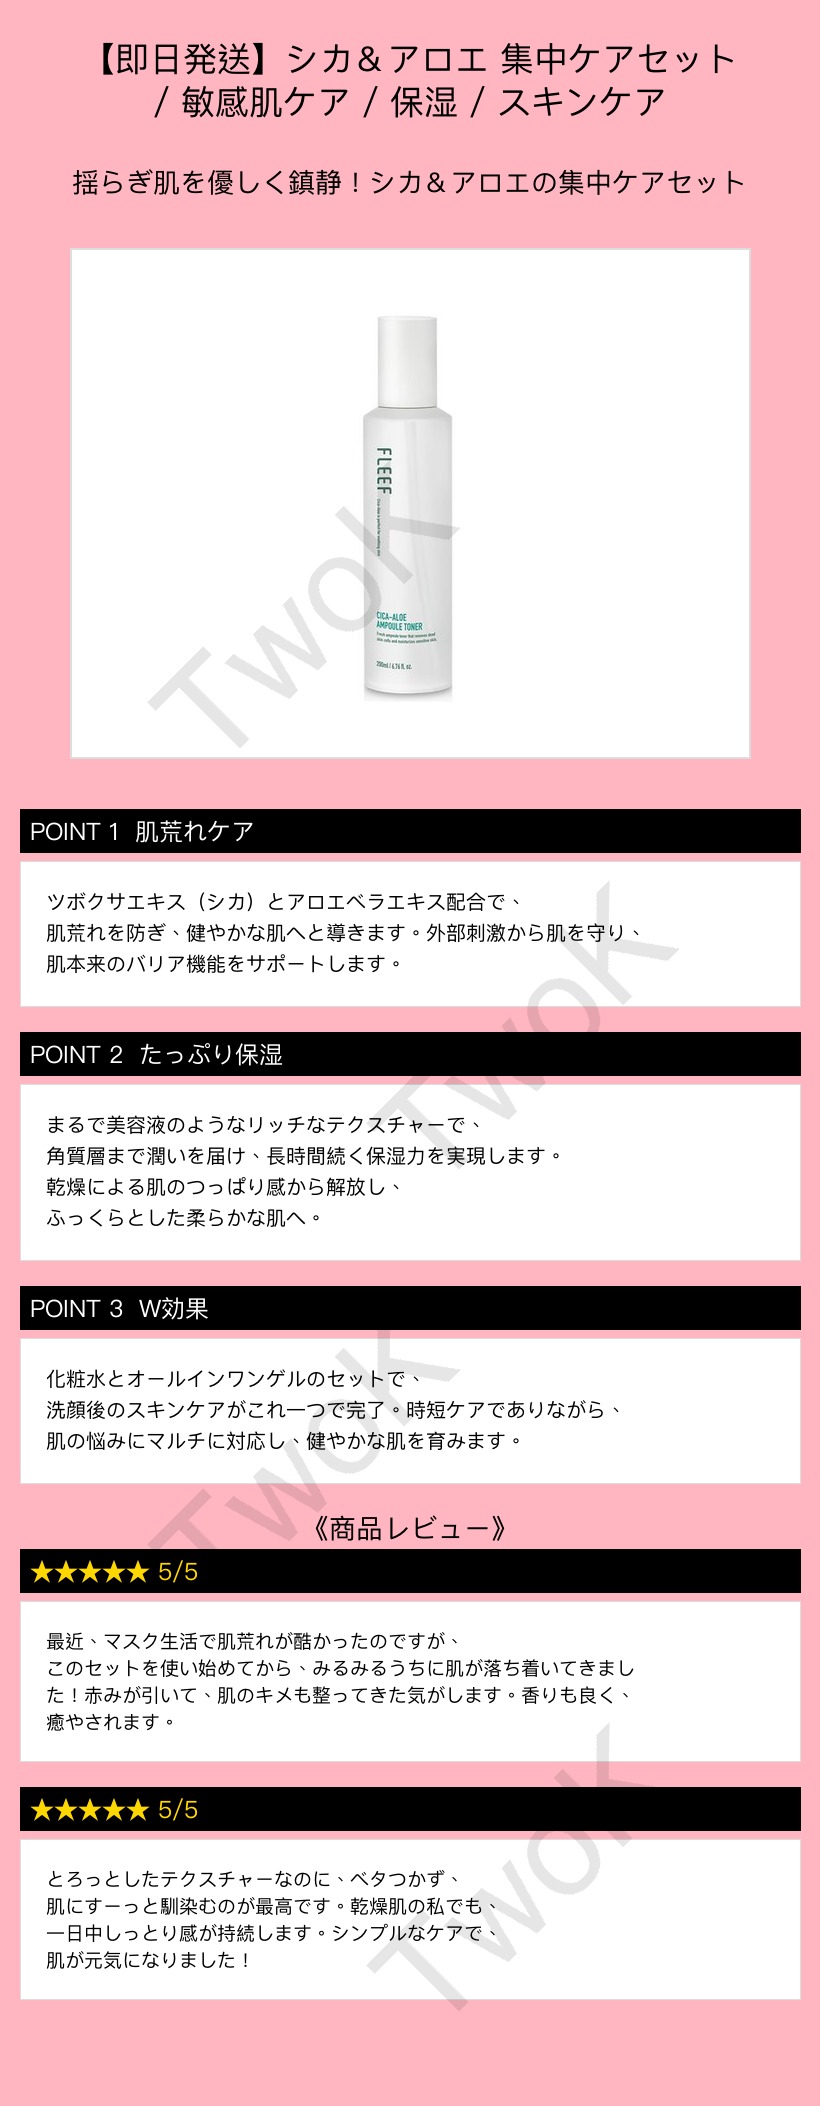 【即日発送】シカ＆アロエ 集中ケアセット
/ 敏感肌ケア / 保湿 / スキンケア
揺らぎ肌を優しく鎮静！シカ＆アロエの集中ケアセット
FLEEF
Cica-Aloe is perfect for soothing skin
CICA-ALOE
AMPOULE TONER
Fresh ampoule toner that removes dead
skin cells and moisturizes sensitive skin.
200ml / 6.76 fl. oz.
TwoK
POINT 1 肌荒れケア
ツボクサエキス（シカ）とアロエベラエキス配合で、
肌荒れを防ぎ、健やかな肌へと導きます。外部刺激から肌を守り、
肌本来のバリア機能をサポートします。
TwoK
POINT 2 たっぷり保湿
まるで美容液のようなリッチなテクスチャーで、
角質層まで潤いを届け、長時間続く保湿力を実現します。
乾燥による肌のつっぱり感から解放し、
ふっくらとした柔らかな肌へ。
POINT 3 W効果
化粧水とオールインワンゲルのセットで、
洗顔後のスキンケアがこれ一つで完了。時短ケアでありながら、
肌の悩みにマルチに対応し、健やかな肌を育みます。
TwoK
《商品レビュー》
★★★★★ 5/5
最近、マスク生活で肌荒れが酷かったのですが、
このセットを使い始めてから、みるみるうちに肌が落ち着いてきまし
た！赤みが引いて、肌のキメも整ってきた気がします。香りも良く、
癒やされます。
★★★★★ 5/5
とろっとしたテクスチャーなのに、ベタつかず、
肌にすーっと馴染むのが最高です。乾燥肌の私でも、
一日中しっとり感が持続します。シンプルなケアで、
肌が元気になりました！
TwoK